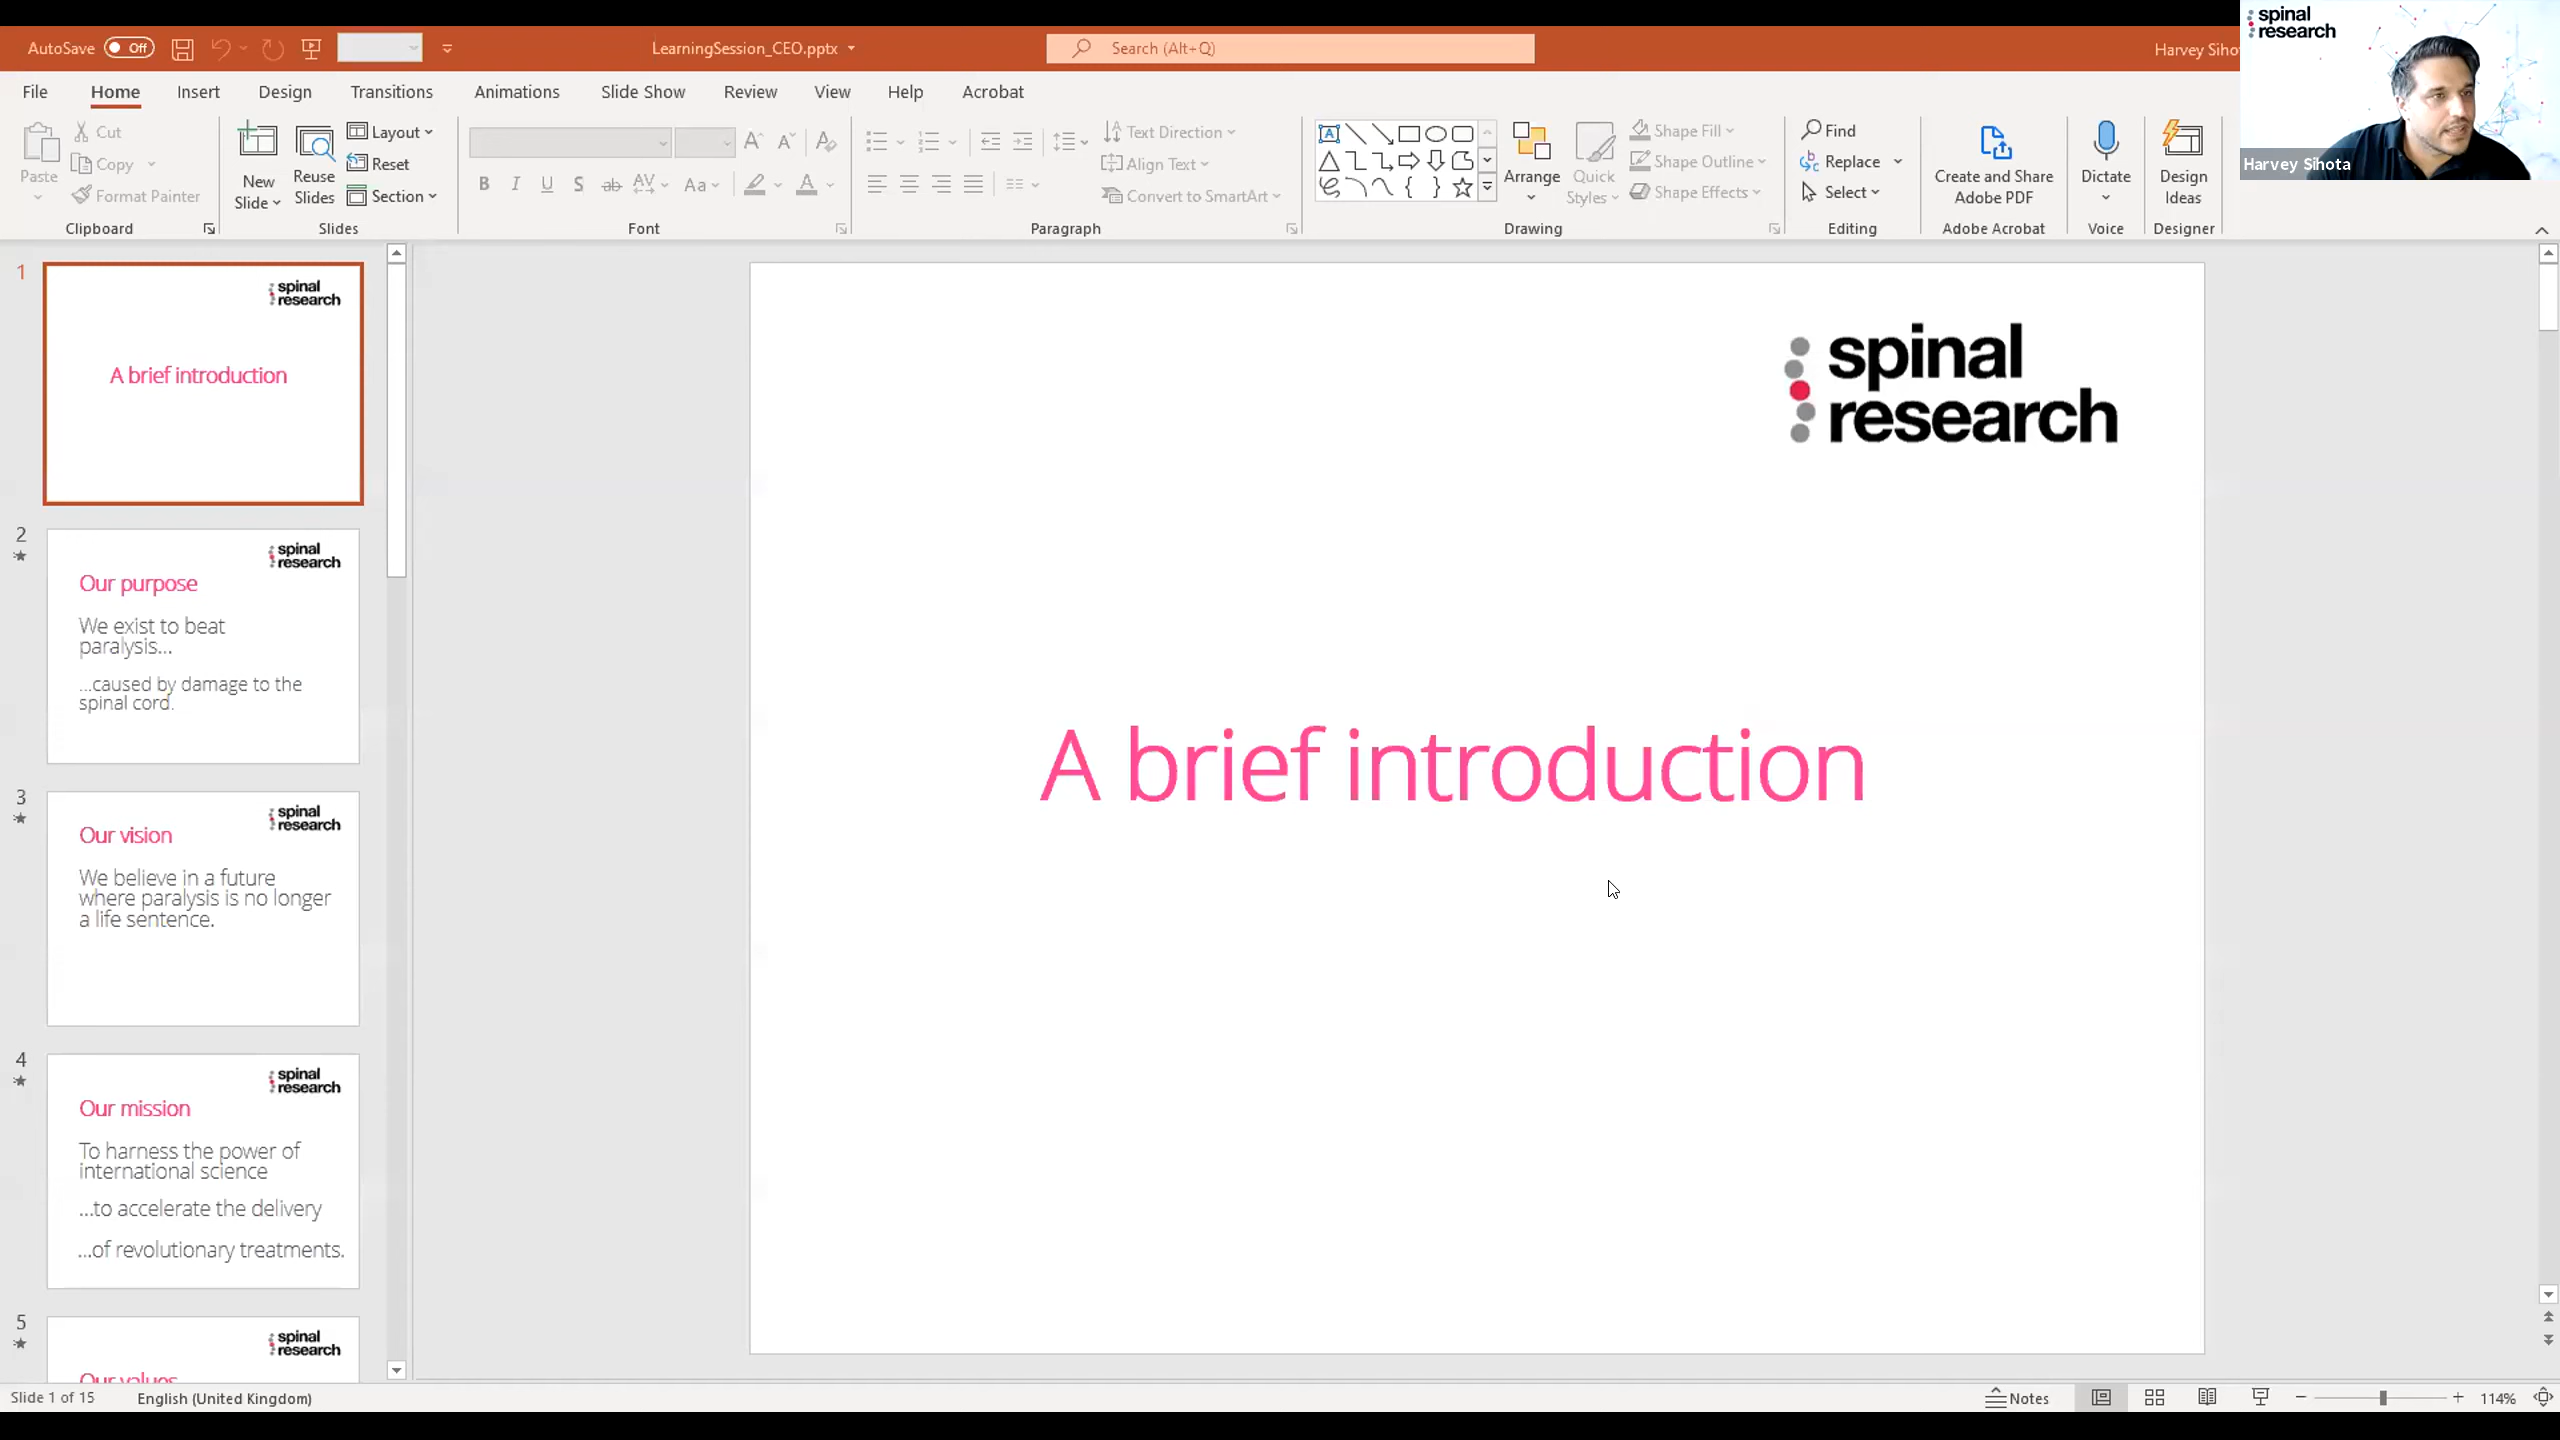 AutoSave Off
LearningSession_CEO.pptx
Search (Alt+Q)
Harvey Siho
spinal
research
Harvey Sihota
File Home Insert Design Transitions Animations Slide Show Review View Help Acrobat
Paste
Cut
Copy
Format Painter
Clipboard
New
Slide
Reuse
Slides
Layout
Reset
Section
Slides
B I U S ab AV Aa A
Font
Text Direction
Align Text
Convert to SmartArt
Paragraph
Arrange
Quick
Styles
Shape Fill
Shape Outline
Shape Effects
Drawing
Find
Replace
Select
Editing
Create and Share
Adobe PDF
Adobe Acrobat
Dictate
Voice
Design
Ideas
Designer
1
spinal
research
A brief introduction
2
spinal
research
Our purpose
We exist to beat
paralysis...
...caused by damage to the
spinal cord.
3
spinal
research
Our vision
We believe in a future
where paralysis is no longer
a life sentence.
4
spinal
research
Our mission
To harness the power of
international science
...to accelerate the delivery
...of revolutionary treatments.
5
spinal
research
Our values
spinal
research
A brief introduction
Slide 1 of 15
English (United Kingdom)
Notes
114%